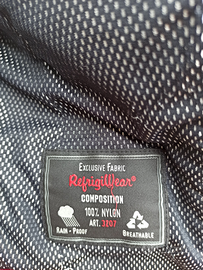 Exclusive Fabric
RefrigiWear®
COMPOSITION
100% NYLON
ART. 3207
RAIN - PROOF
BREATHABLE